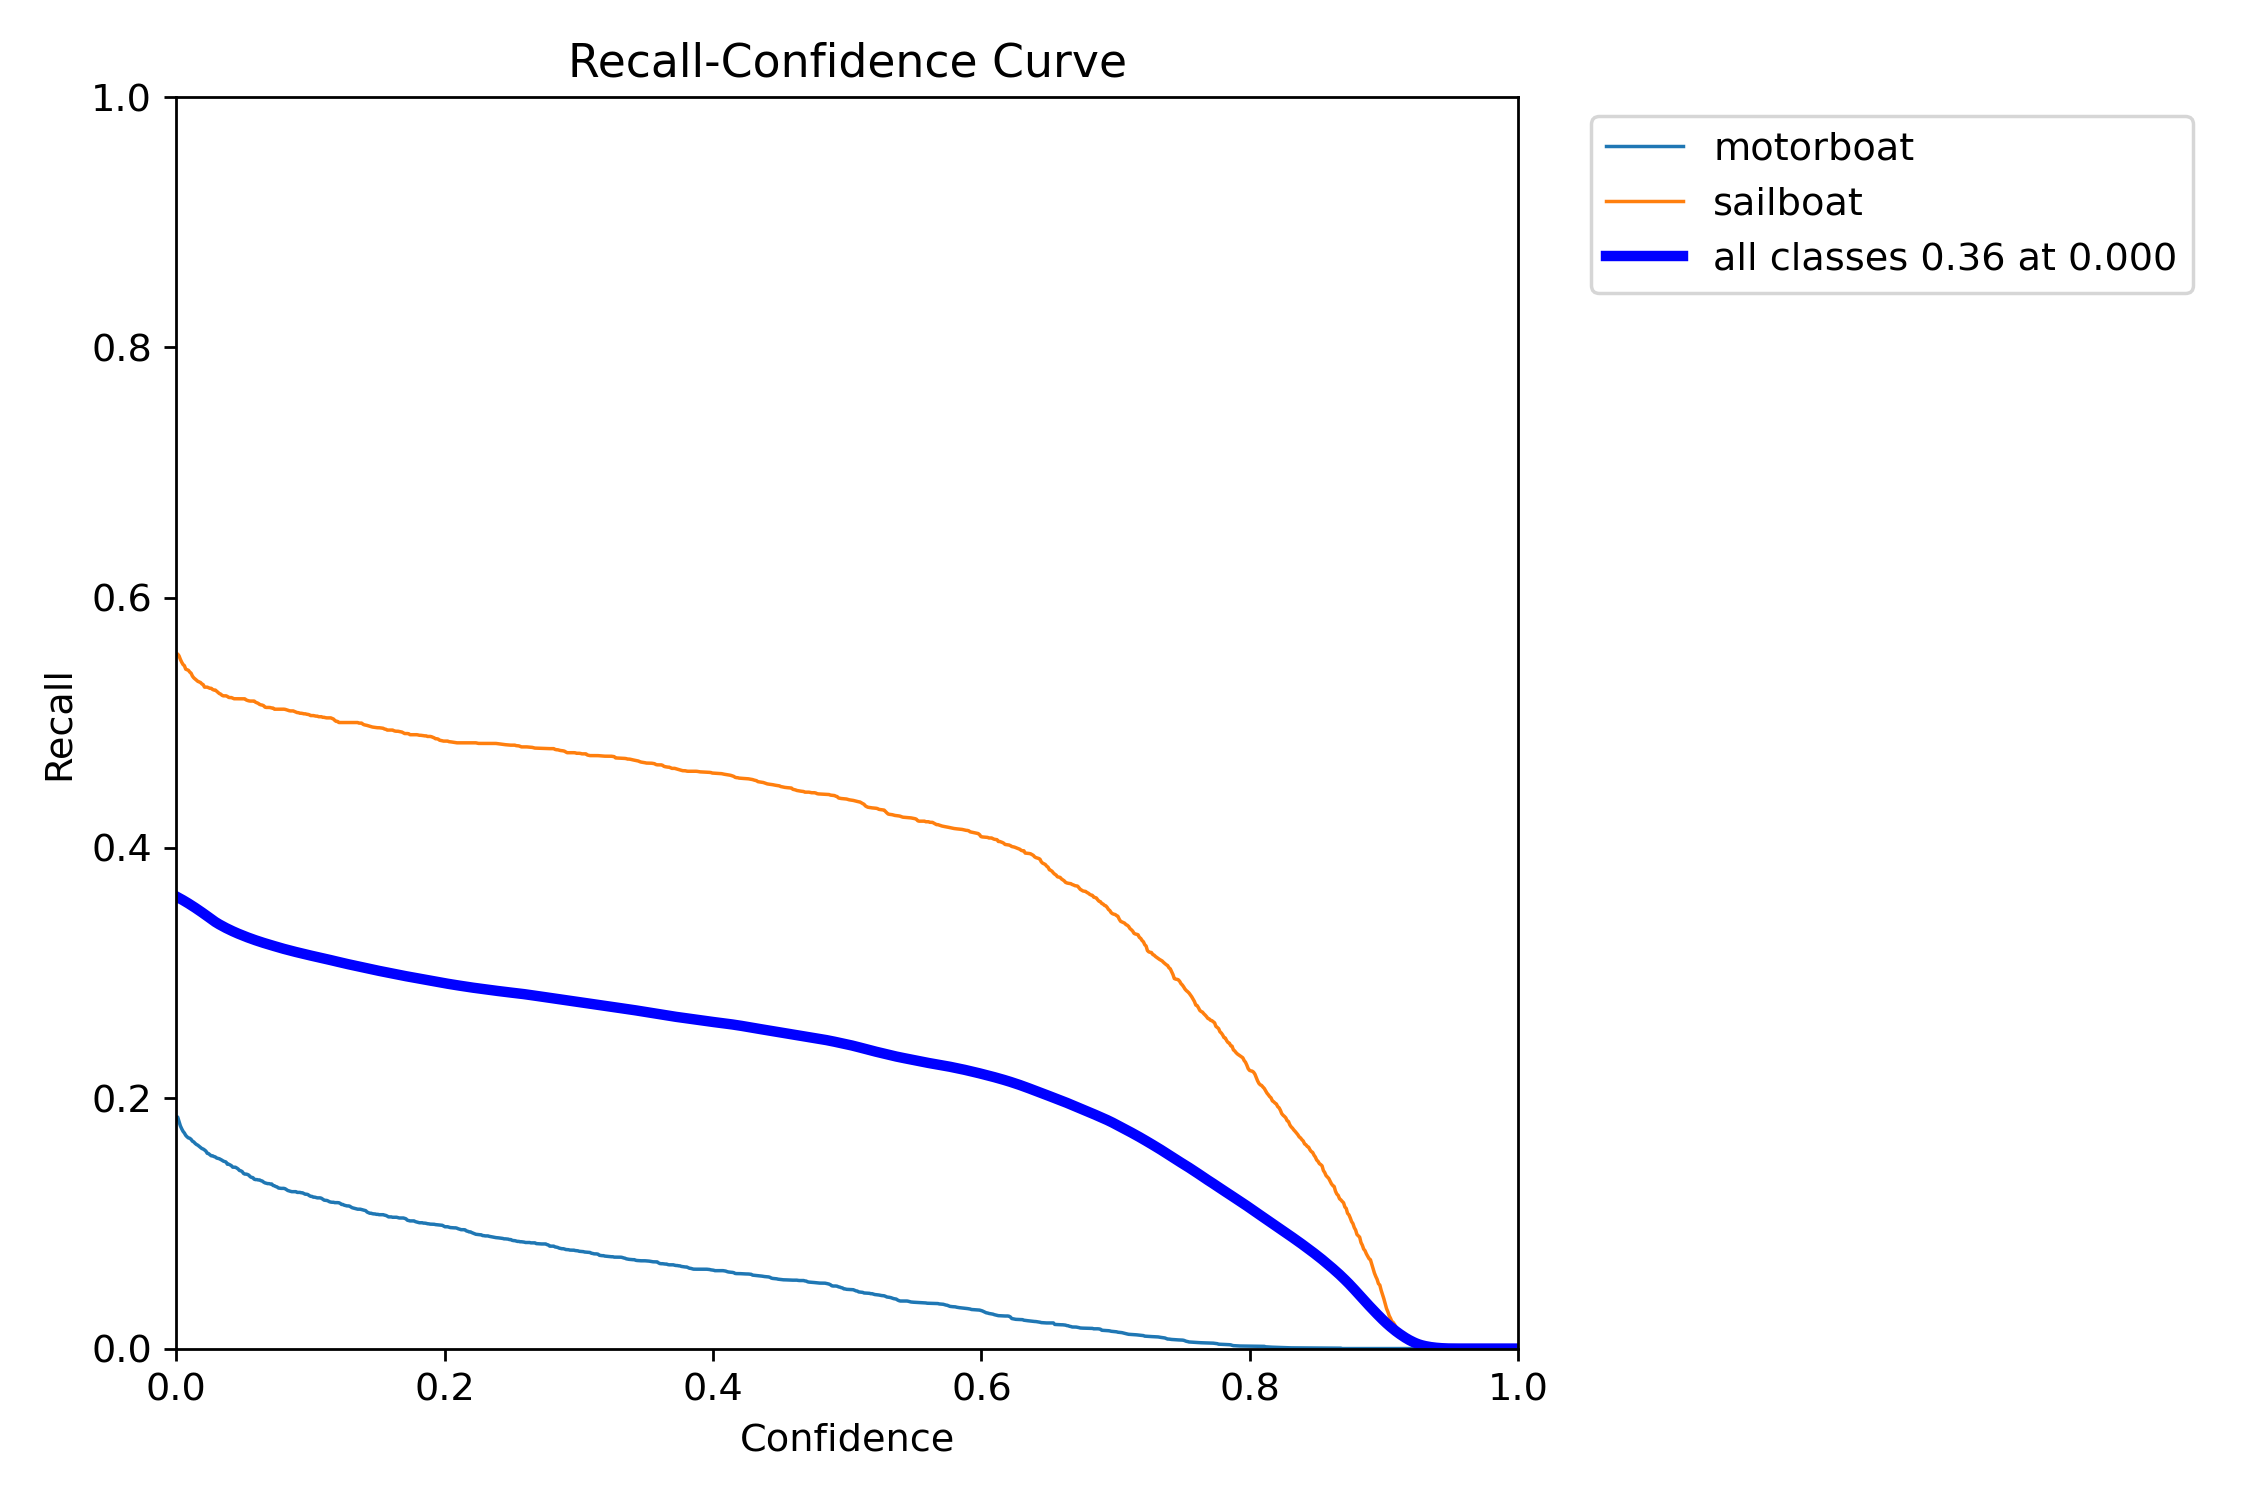 Recall-Confidence Curve
1.0
0.8
0.6
0.4
0.2
0.0
Recall
0.0 0.2 0.4 0.6 0.8 1.0
Confidence
motorboat
sailboat
all classes 0.36 at 0.000